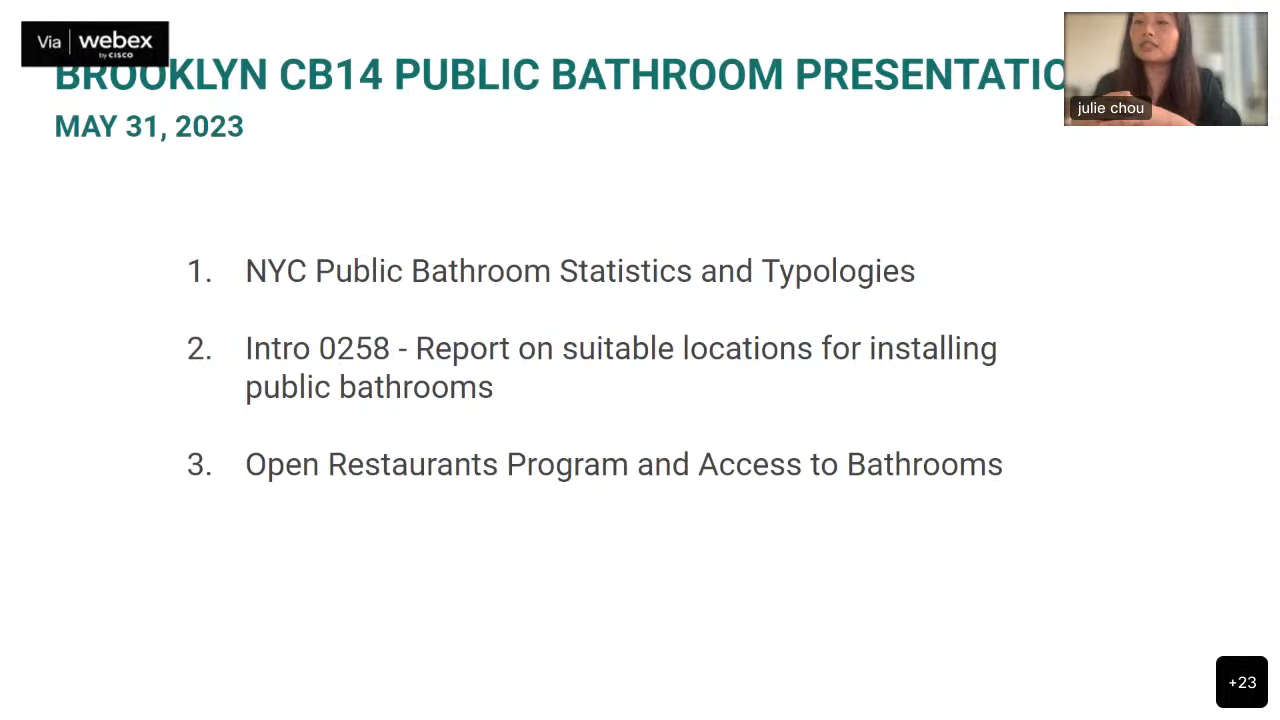 Via webex
by CISCO
BROOKLYN CB14 PUBLIC BATHROOM PRESENTATIO
MAY 31, 2023
julie chou
1. NYC Public Bathroom Statistics and Typologies
2. Intro 0258 - Report on suitable locations for installing
public bathrooms
3. Open Restaurants Program and Access to Bathrooms
+23